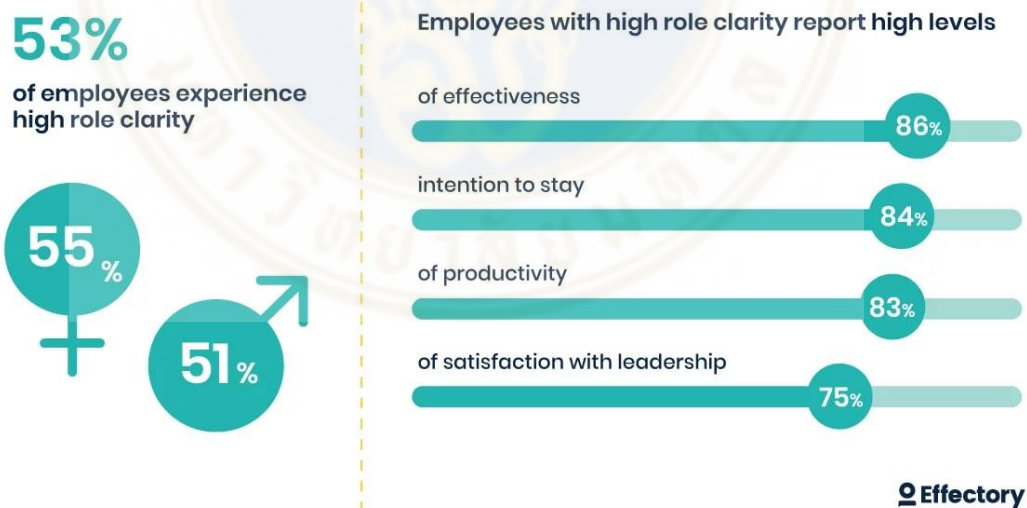 53%
of employees experience
high role clarity
55%
51%
Employees with high role clarity report high levels
of effectiveness
86%
intention to stay
84%
of productivity
83%
of satisfaction with leadership
75%
Effectory